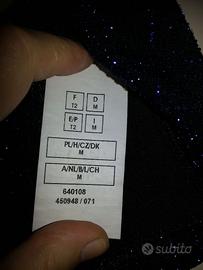 F D
T2 M
E/P I
T2 M
PL/H/CZ/DK
M
A/NL/B/L/CH
M
640108
450948 / 071
subito